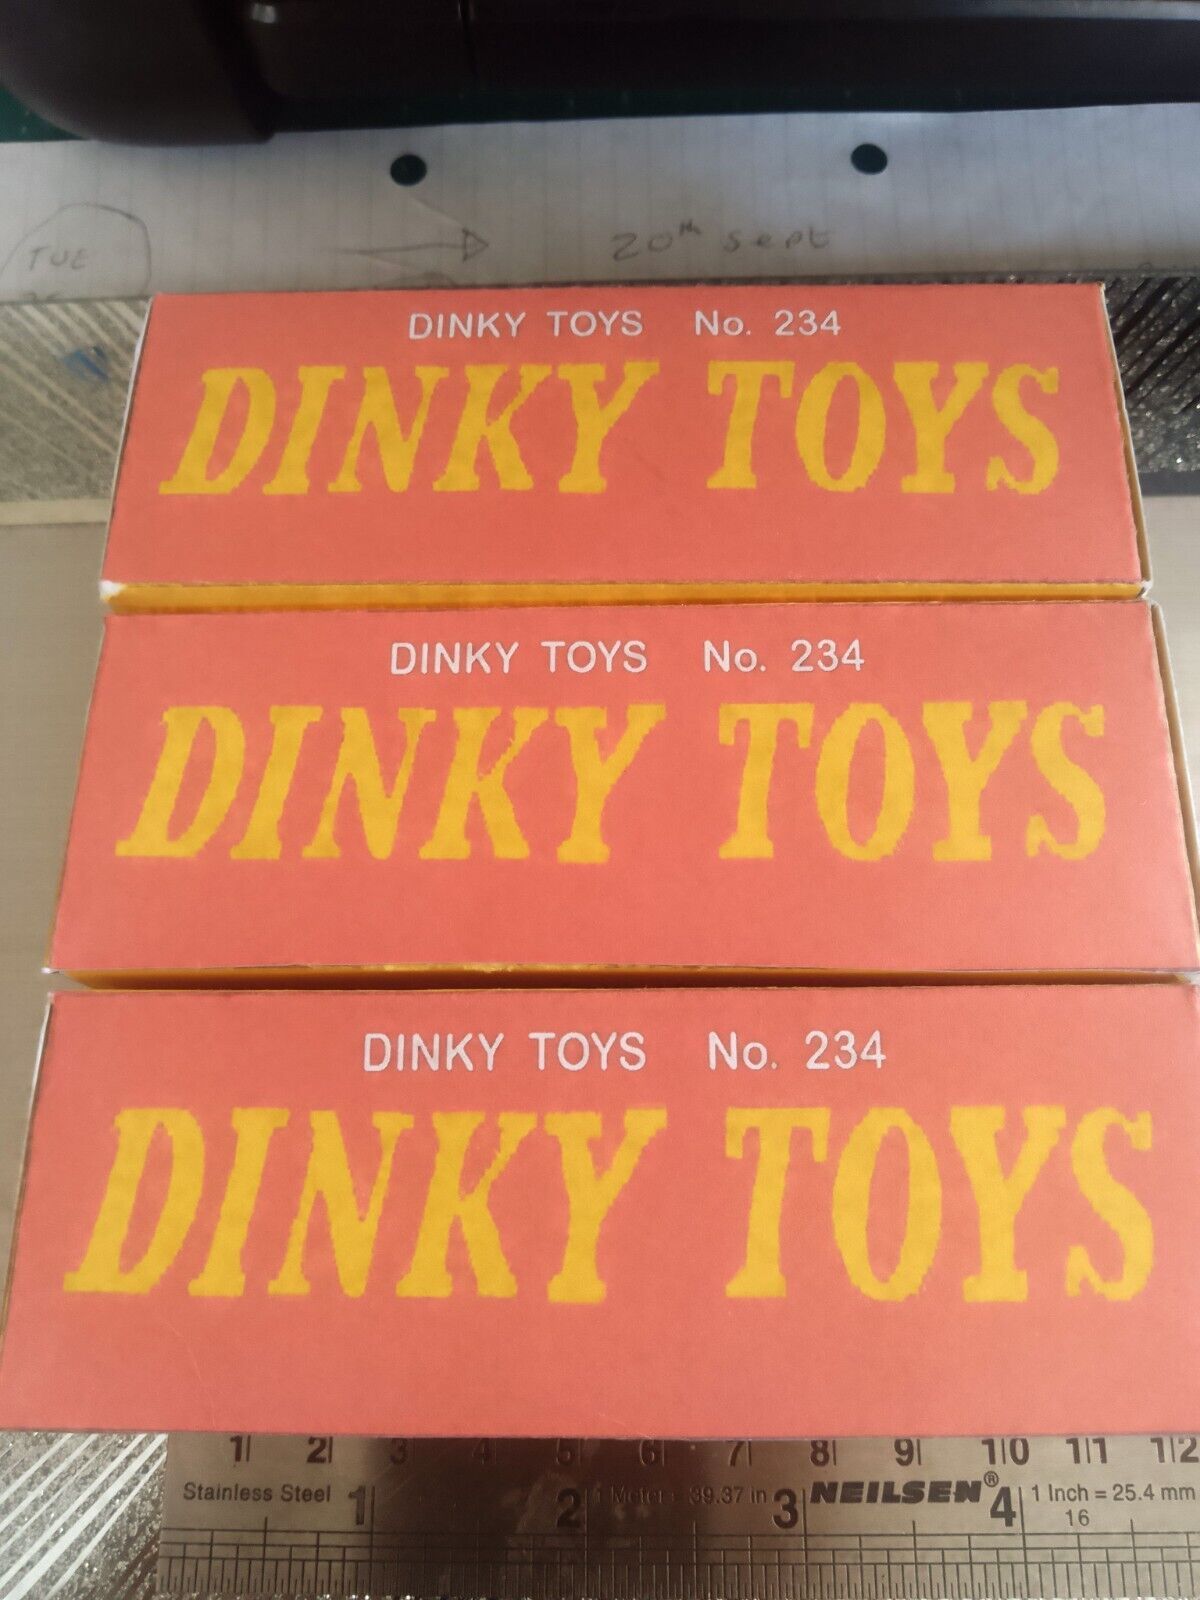 TUE
20th Sept
DINKY TOYS No. 234
DINKY TOYS
DINKY TOYS No. 234
DINKY TOYS
DINKY TOYS No. 234
DINKY TOYS
1 2 3 4 5 6 7 8 9 10 11 12
Stainless Steel 1 2 1 Meter = 39.37 in 3 NEILSEN® 4 1 Inch = 25.4 mm
16